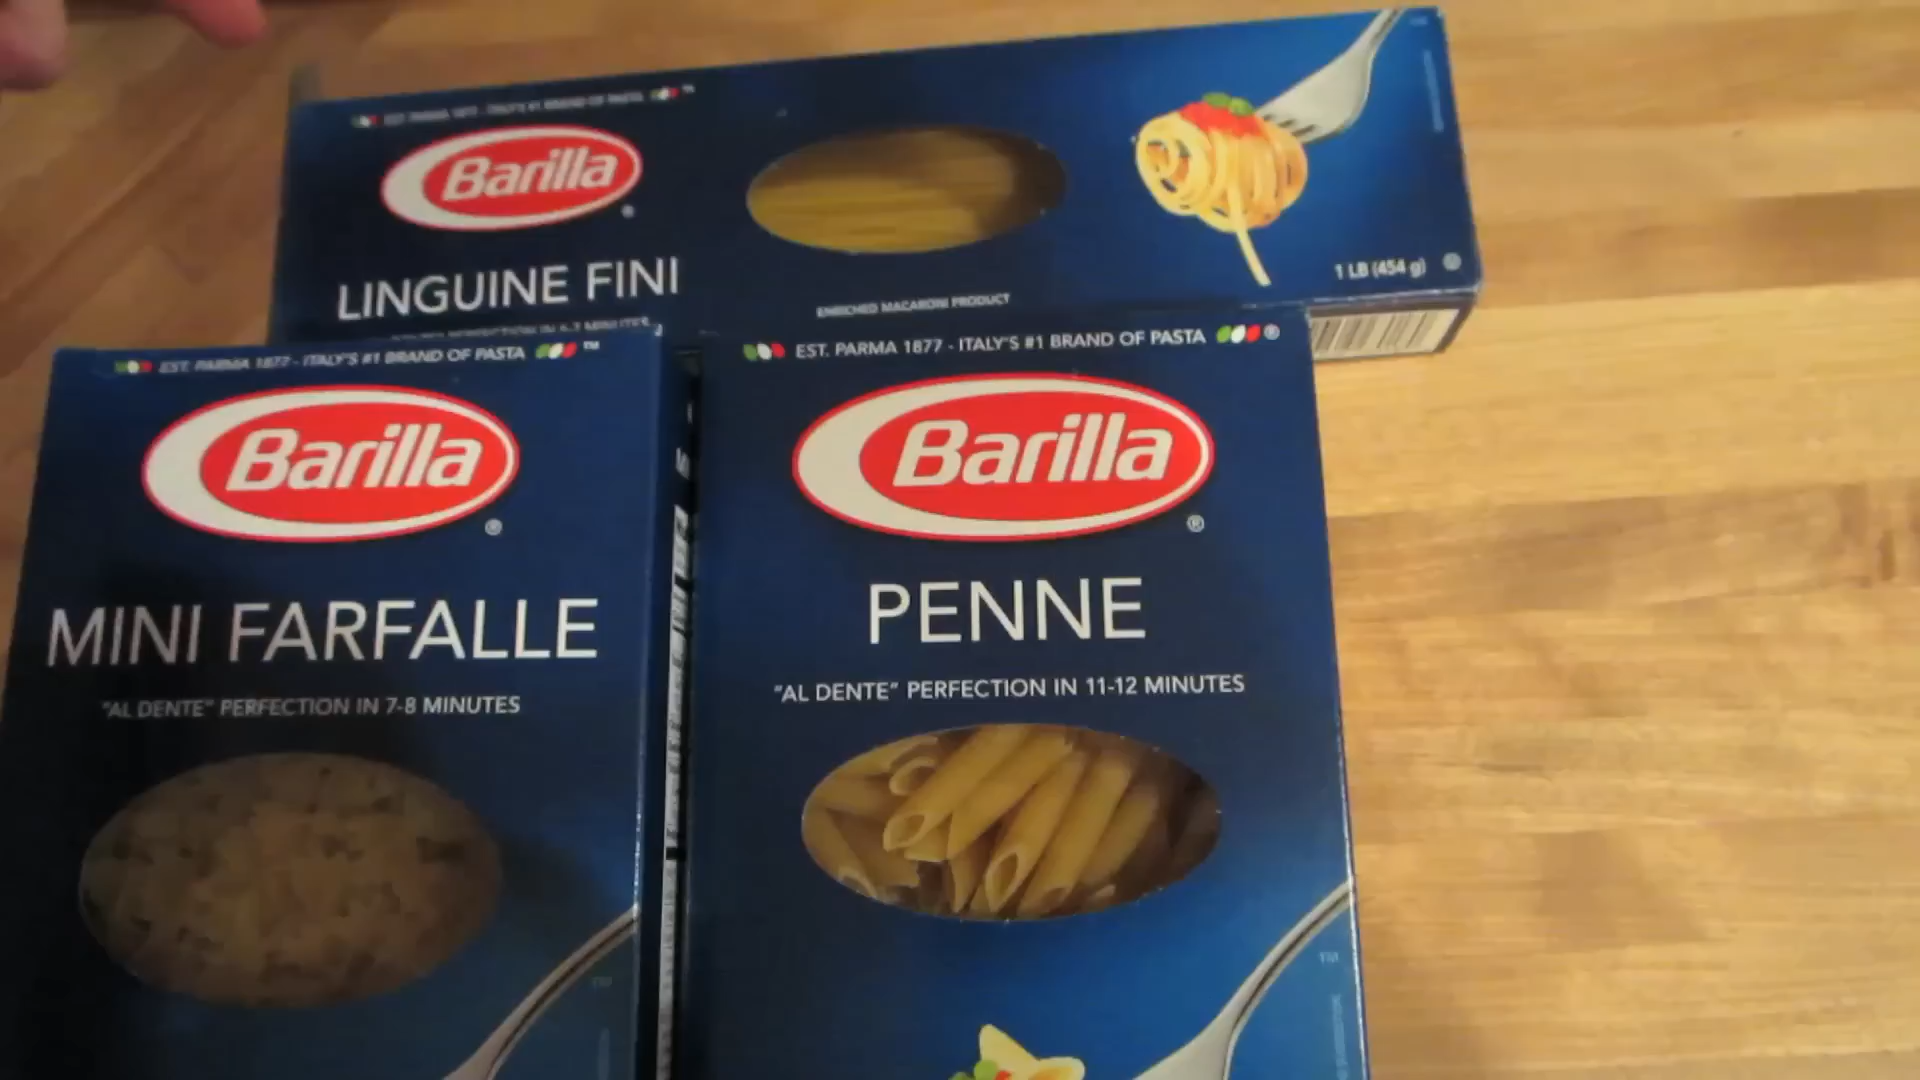 EST. PARMA 1877 - ITALY'S #1 BRAND OF PASTA ™
Barilla ®
LINGUINE FINI
ENRICHED MACARONI PRODUCT
1 LB (454 g)
EST. PARMA 1877 - ITALY'S #1 BRAND OF PASTA ™
Barilla ®
MINI FARFALLE
"AL DENTE" PERFECTION IN 7-8 MINUTES
EST. PARMA 1877 - ITALY'S #1 BRAND OF PASTA ®
Barilla ®
PENNE
"AL DENTE" PERFECTION IN 11-12 MINUTES